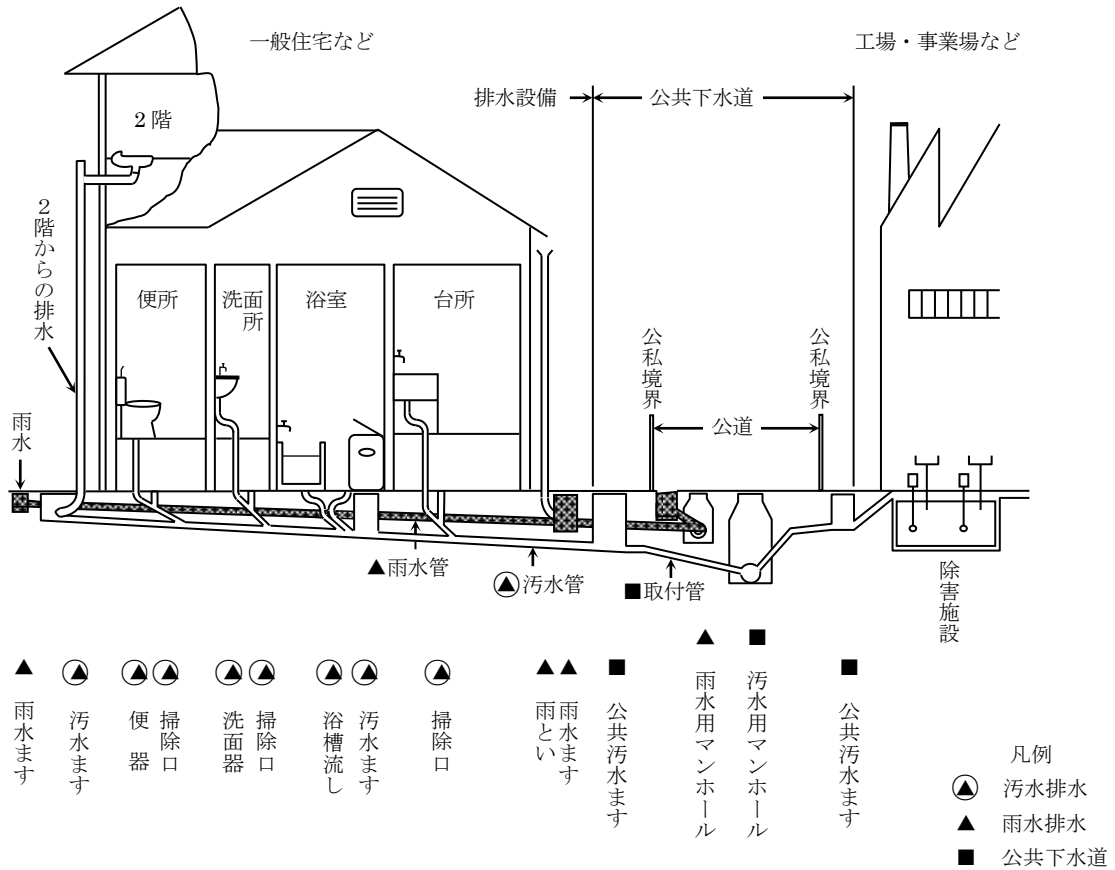 一般住宅など
工場・事業場など
排水設備
公共下水道
2階
2階からの排水
便所
洗面所
浴室
台所
公私境界
公私境界
公道
雨水
▲雨水管
汚水管
■取付管
除害施設
▲
雨水ます
▲
汚水ます
▲
便器
▲
掃除口
▲
洗面器
▲
掃除口
▲
浴槽流し
▲
汚水ます
▲
掃除口
▲
雨とい
▲
雨水ます
■
公共汚水ます
▲
雨水用マンホール
■
汚水用マンホール
■
公共汚水ます
凡例
▲ 汚水排水
▲ 雨水排水
■ 公共下水道